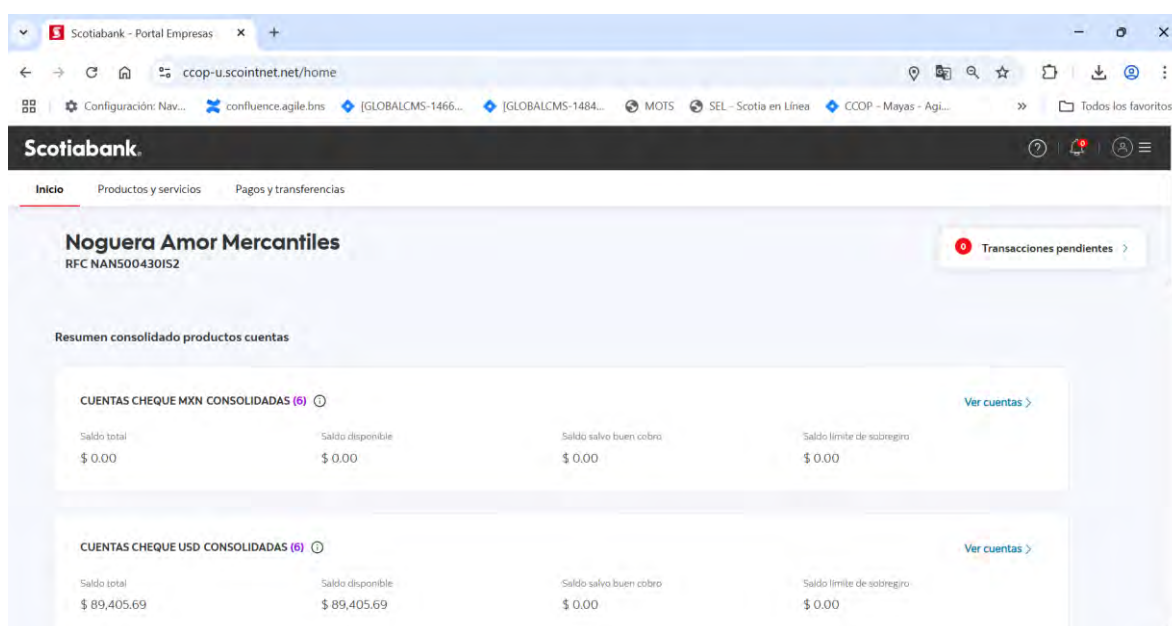 Scotiabank - Portal Empresas
ccop-u.scointnet.net/home
Configuración: Nav... confluence.agile.bns [GLOBALCMS-1466... [GLOBALCMS-1484... MOTS SEL - Scotia en Línea CCOP - Mayas - Agi... » Todos los favoritos
Scotiabank.
Inicio Productos y servicios Pagos y transferencias
Noguera Amor Mercantiles
RFC NAN500430IS2
0 Transacciones pendientes >
Resumen consolidado productos cuentas
CUENTAS CHEQUE MXN CONSOLIDADAS (6) Ver cuentas >
Saldo total Saldo disponible Saldo salvo buen cobro Saldo límite de sobregiro
$ 0.00 $ 0.00 $ 0.00 $ 0.00
CUENTAS CHEQUE USD CONSOLIDADAS (6) Ver cuentas >
Saldo total Saldo disponible Saldo salvo buen cobro Saldo límite de sobregiro
$ 89,405.69 $ 89,405.69 $ 0.00 $ 0.00